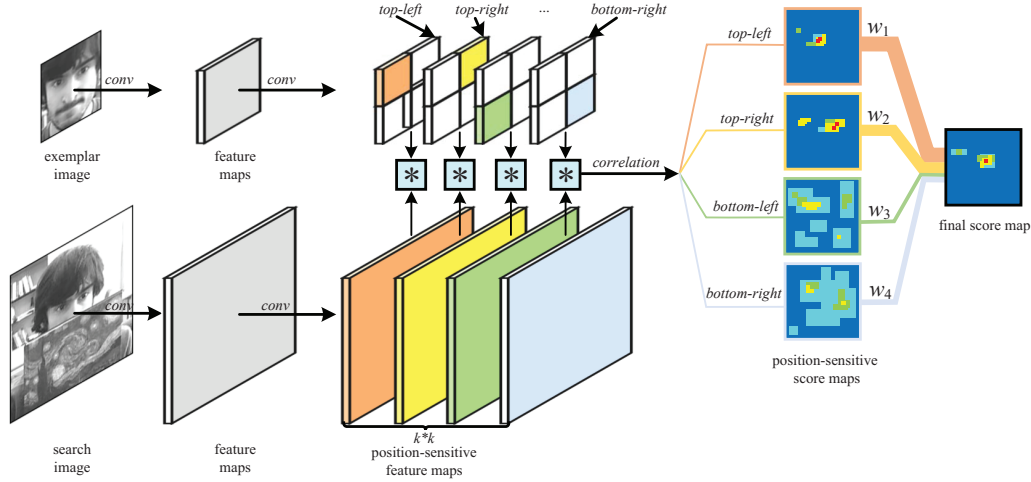 top-left
top-right
...
bottom-right
conv
conv
exemplar
image
feature
maps
*
*
*
*
correlation
top-left
w1
top-right
w2
bottom-left
w3
bottom-right
w4
final score map
position-sensitive
score maps
conv
conv
search
image
feature
maps
k*k
position-sensitive
feature maps